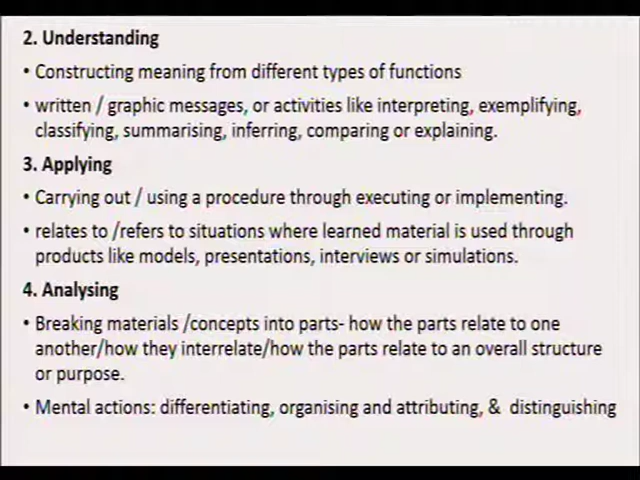 2. Understanding
• Constructing meaning from different types of functions
• written / graphic messages, or activities like interpreting, exemplifying,
classifying, summarising, inferring, comparing or explaining.
3. Applying
• Carrying out / using a procedure through executing or implementing.
• relates to /refers to situations where learned material is used through
products like models, presentations, interviews or simulations.
4. Analysing
• Breaking materials /concepts into parts- how the parts relate to one
another/how they interrelate/how the parts relate to an overall structure
or purpose.
• Mental actions: differentiating, organising and attributing, & distinguishing